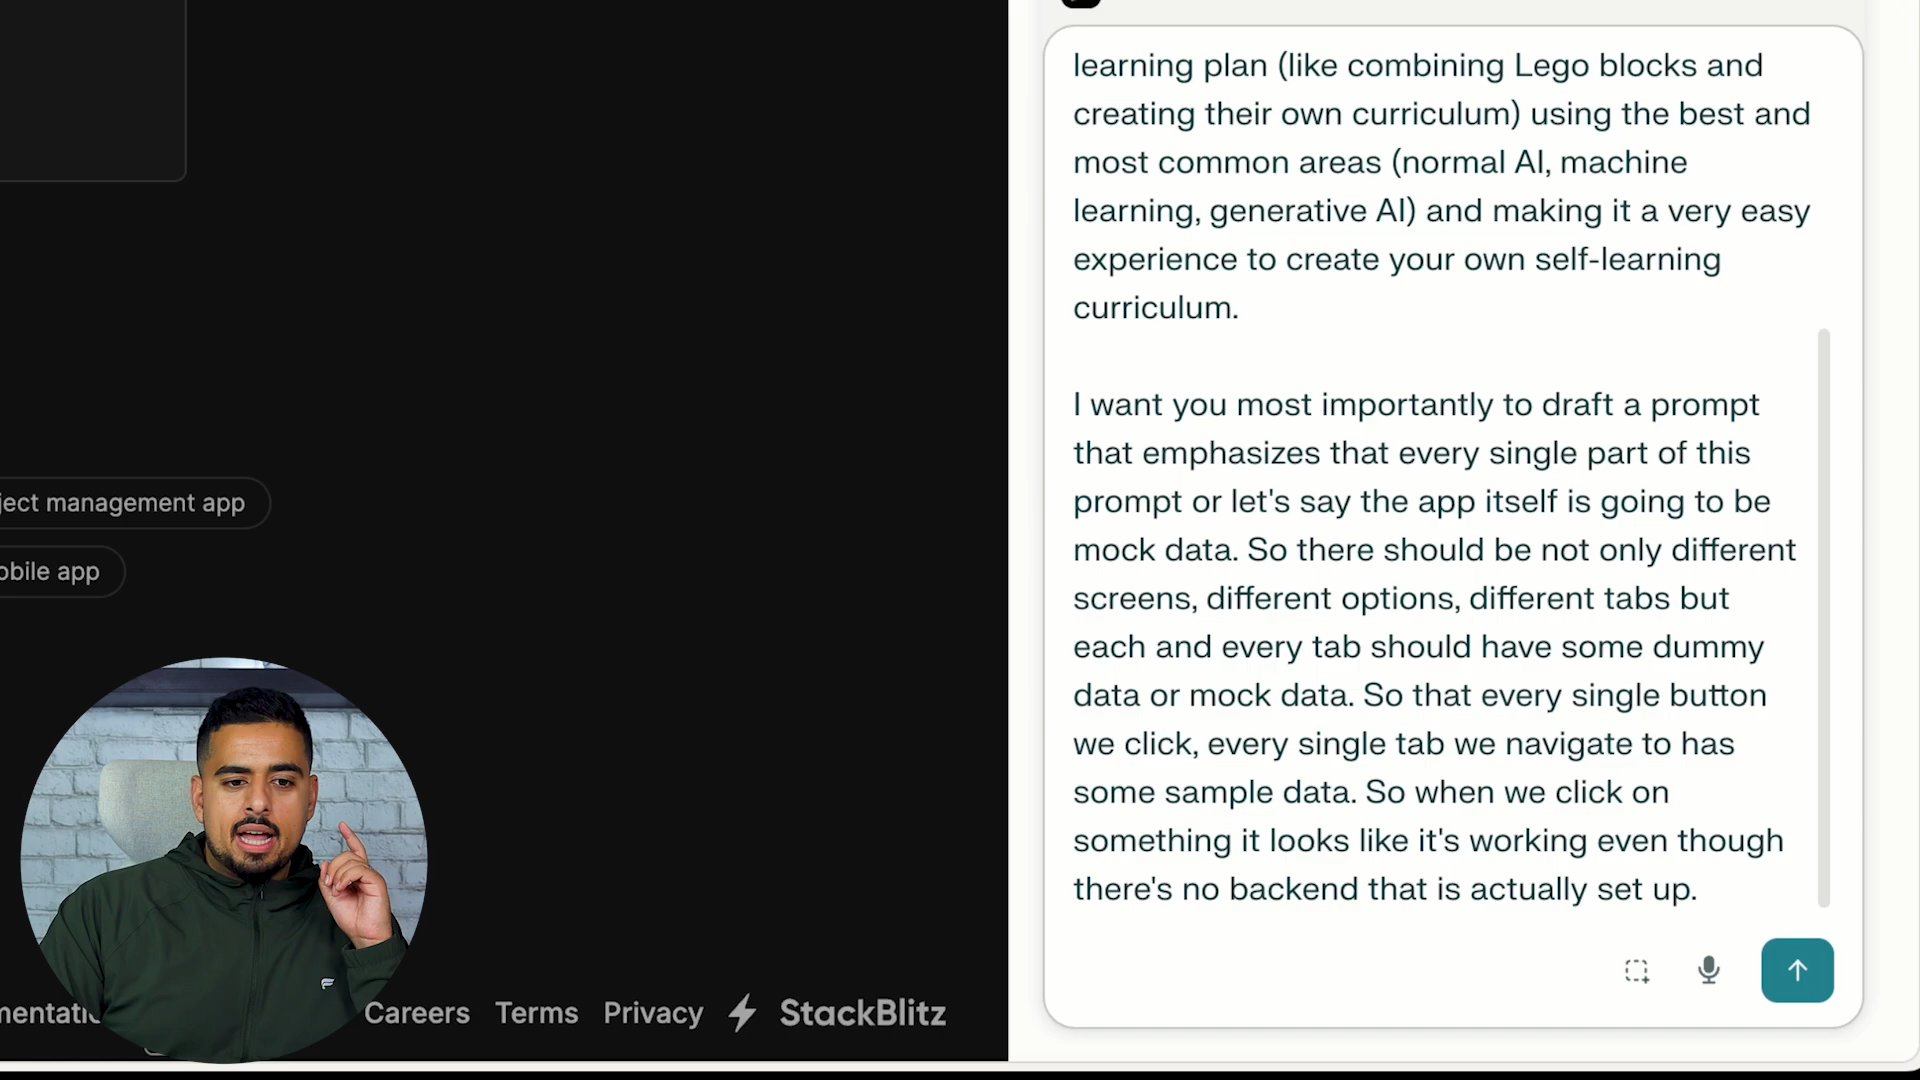 learning plan (like combining Lego blocks and
creating their own curriculum) using the best and
most common areas (normal AI, machine
learning, generative AI) and making it a very easy
experience to create your own self-learning
curriculum.
I want you most importantly to draft a prompt
that emphasizes that every single part of this
prompt or let's say the app itself is going to be
mock data. So there should be not only different
screens, different options, different tabs but
each and every tab should have some dummy
data or mock data. So that every single button
we click, every single tab we navigate to has
some sample data. So when we click on
something it looks like it's working even though
there's no backend that is actually set up.
management app
app
Careers Terms Privacy StackBlitz